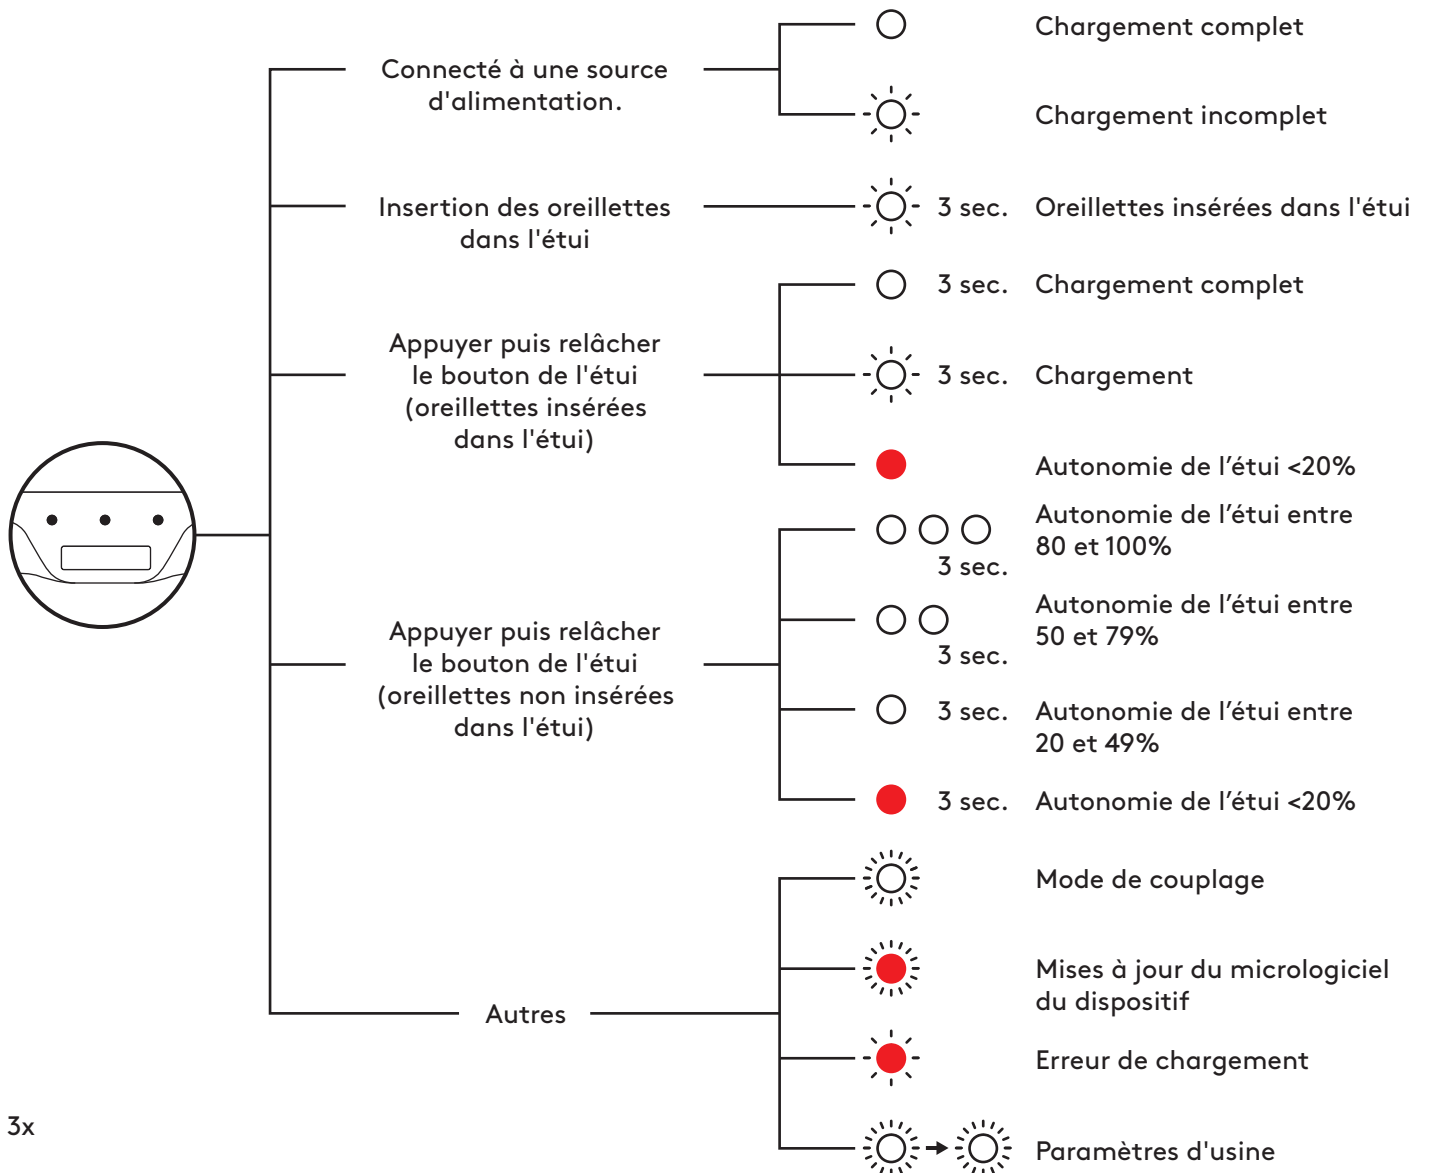 Chargement complet
Connecté à une source
d'alimentation.
Chargement incomplet
Insertion des oreillettes
dans l'étui
3 sec. Oreillettes insérées dans l'étui
3 sec. Chargement complet
Appuyer puis relâcher
le bouton de l'étui
(oreillettes insérées
dans l'étui)
3 sec. Chargement
Autonomie de l’étui <20%
Autonomie de l’étui entre
80 et 100%
3 sec.
Autonomie de l’étui entre
50 et 79%
3 sec.
Appuyer puis relâcher
le bouton de l'étui
(oreillettes non insérées
dans l'étui)
3 sec. Autonomie de l’étui entre
20 et 49%
3 sec. Autonomie de l’étui <20%
Mode de couplage
Mises à jour du micrologiciel
du dispositif
Autres
Erreur de chargement
3x
Paramètres d'usine